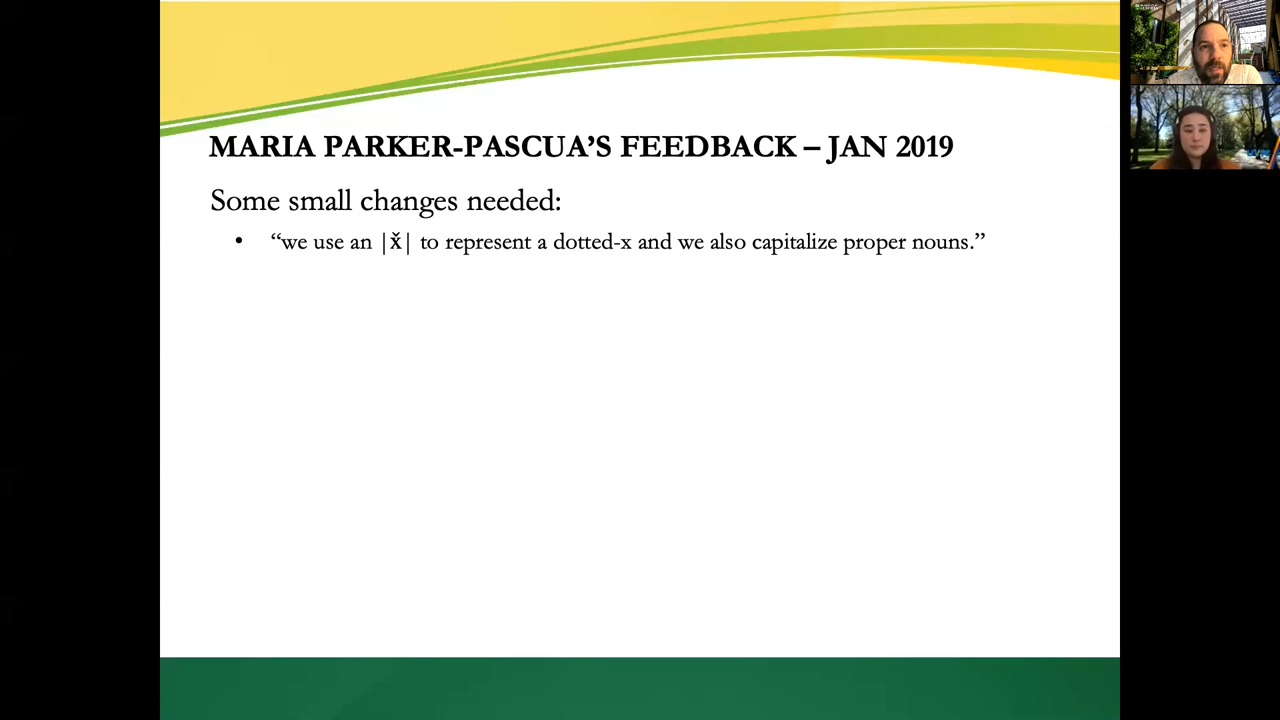 MARIA PARKER-PASCUA’S FEEDBACK – JAN 2019
Some small changes needed:
• “we use an |x̌| to represent a dotted-x and we also capitalize proper nouns.”